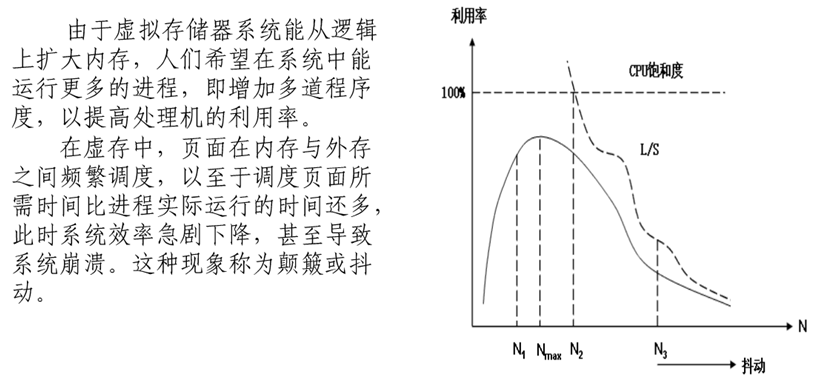 由于虚拟存储器系统能从逻辑
上扩大内存，人们希望在系统中能
运行更多的进程，即增加多道程序
度，以提高处理机的利用率。
在虚存中，页面在内存与外存
之间频繁调度，以至于调度页面所
需时间比进程实际运行的时间还多，
此时系统效率急剧下降，甚至导致
系统崩溃。这种现象称为颠簸或抖
动。
利用率
CPU饱和度
100%
L/S
N
N1 Nmax N2 N3
抖动